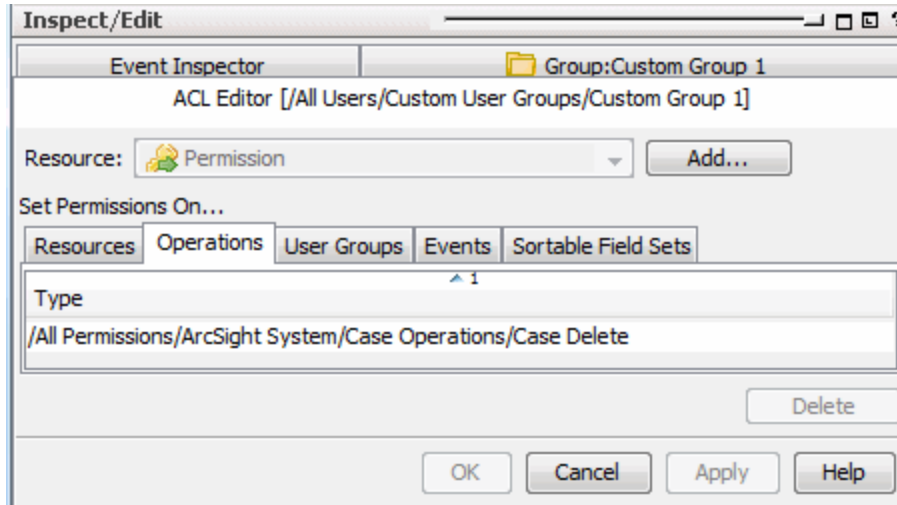 Inspect/Edit
Event Inspector Group:Custom Group 1
ACL Editor [/All Users/Custom User Groups/Custom Group 1]
Resource: Permission Add...
Set Permissions On...
Resources Operations User Groups Events Sortable Field Sets
1
Type
/All Permissions/ArcSight System/Case Operations/Case Delete
Delete
OK Cancel Apply Help